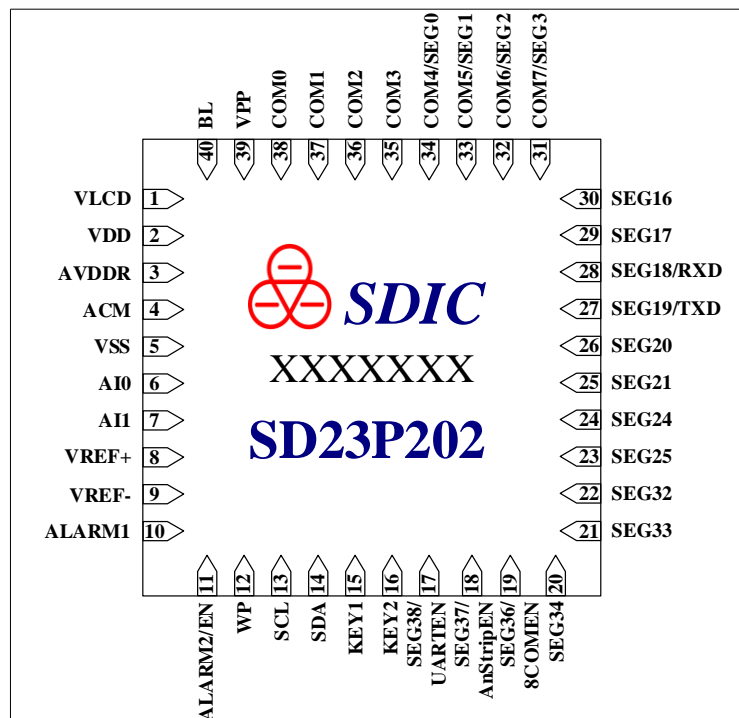 BL
VPP
COM0
COM1
COM2
COM3
COM4/SEG0
COM5/SEG1
COM6/SEG2
COM7/SEG3
40
39
38
37
36
35
34
33
32
31
VLCD 1
VDD 2
AVDDR 3
ACM 4
VSS 5
AI0 6
AI1 7
VREF+ 8
VREF- 9
ALARM1 10
SDIC
XXXXXXX
SD23P202
30 SEG16
29 SEG17
28 SEG18/RXD
27 SEG19/TXD
26 SEG20
25 SEG21
24 SEG24
23 SEG25
22 SEG32
21 SEG33
11
12
13
14
15
16
17
18
19
20
ALARM2/EN
WP
SCL
SDA
KEY1
KEY2
SEG38/
UARTEN
SEG37/
AnStripEN
SEG36/
8COMEN
SEG34